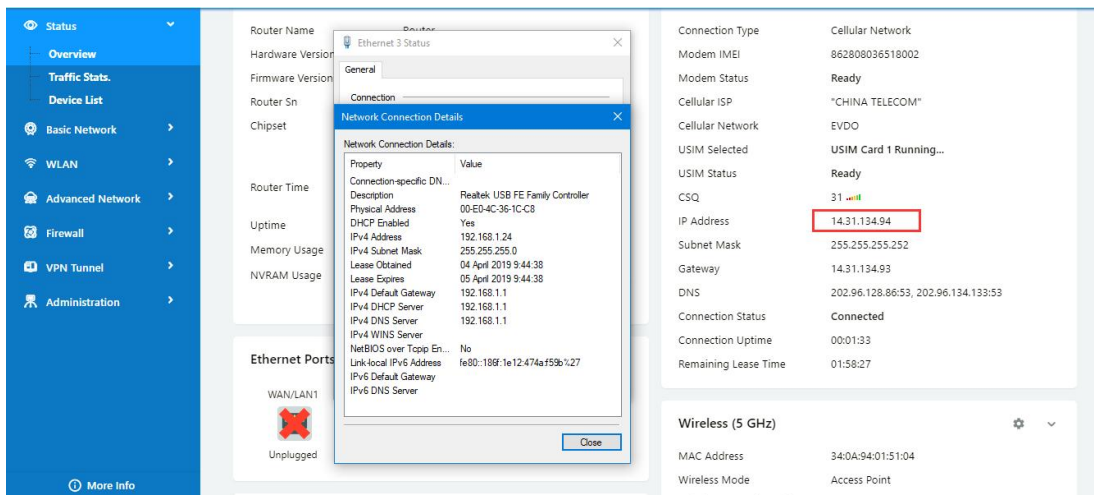 Status
Overview
Traffic Stats.
Device List
Basic Network
WLAN
Advanced Network
Firewall
VPN Tunnel
Administration
More Info
Router Name
Hardware Version
Firmware Version
Router Sn
Chipset
Router Time
Uptime
Memory Usage
NVRAM Usage
Ethernet Ports
WAN/LAN1
Unplugged
Router
Ethernet 3 Status
General
Connection
Network Connection Details
Network Connection Details:
Property Value
Connection-specific DN...
Description Realtek USB FE Family Controller
Physical Address 00-E0-4C-36-1C-C8
DHCP Enabled Yes
IPv4 Address 192.168.1.24
IPv4 Subnet Mask 255.255.255.0
Lease Obtained 04 April 2019 9:44:38
Lease Expires 05 April 2019 9:44:38
IPv4 Default Gateway 192.168.1.1
IPv4 DHCP Server 192.168.1.1
IPv4 DNS Server 192.168.1.1
IPv4 WINS Server
NetBIOS over Tcpip En... No
Link-local IPv6 Address fe80::186f:1e12:474a:f59b%27
IPv6 Default Gateway
IPv6 DNS Server
Close
Connection Type Cellular Network
Modem IMEI 862808036518002
Modem Status Ready
Cellular ISP "CHINA TELECOM"
Cellular Network EVDO
USIM Selected USIM Card 1 Running...
USIM Status Ready
CSQ 31
IP Address 14.31.134.94
Subnet Mask 255.255.255.252
Gateway 14.31.134.93
DNS 202.96.128.86:53, 202.96.134.133:53
Connection Status Connected
Connection Uptime 00:01:33
Remaining Lease Time 01:58:27
Wireless (5 GHz)
MAC Address 34:0A:94:01:51:04
Wireless Mode Access Point